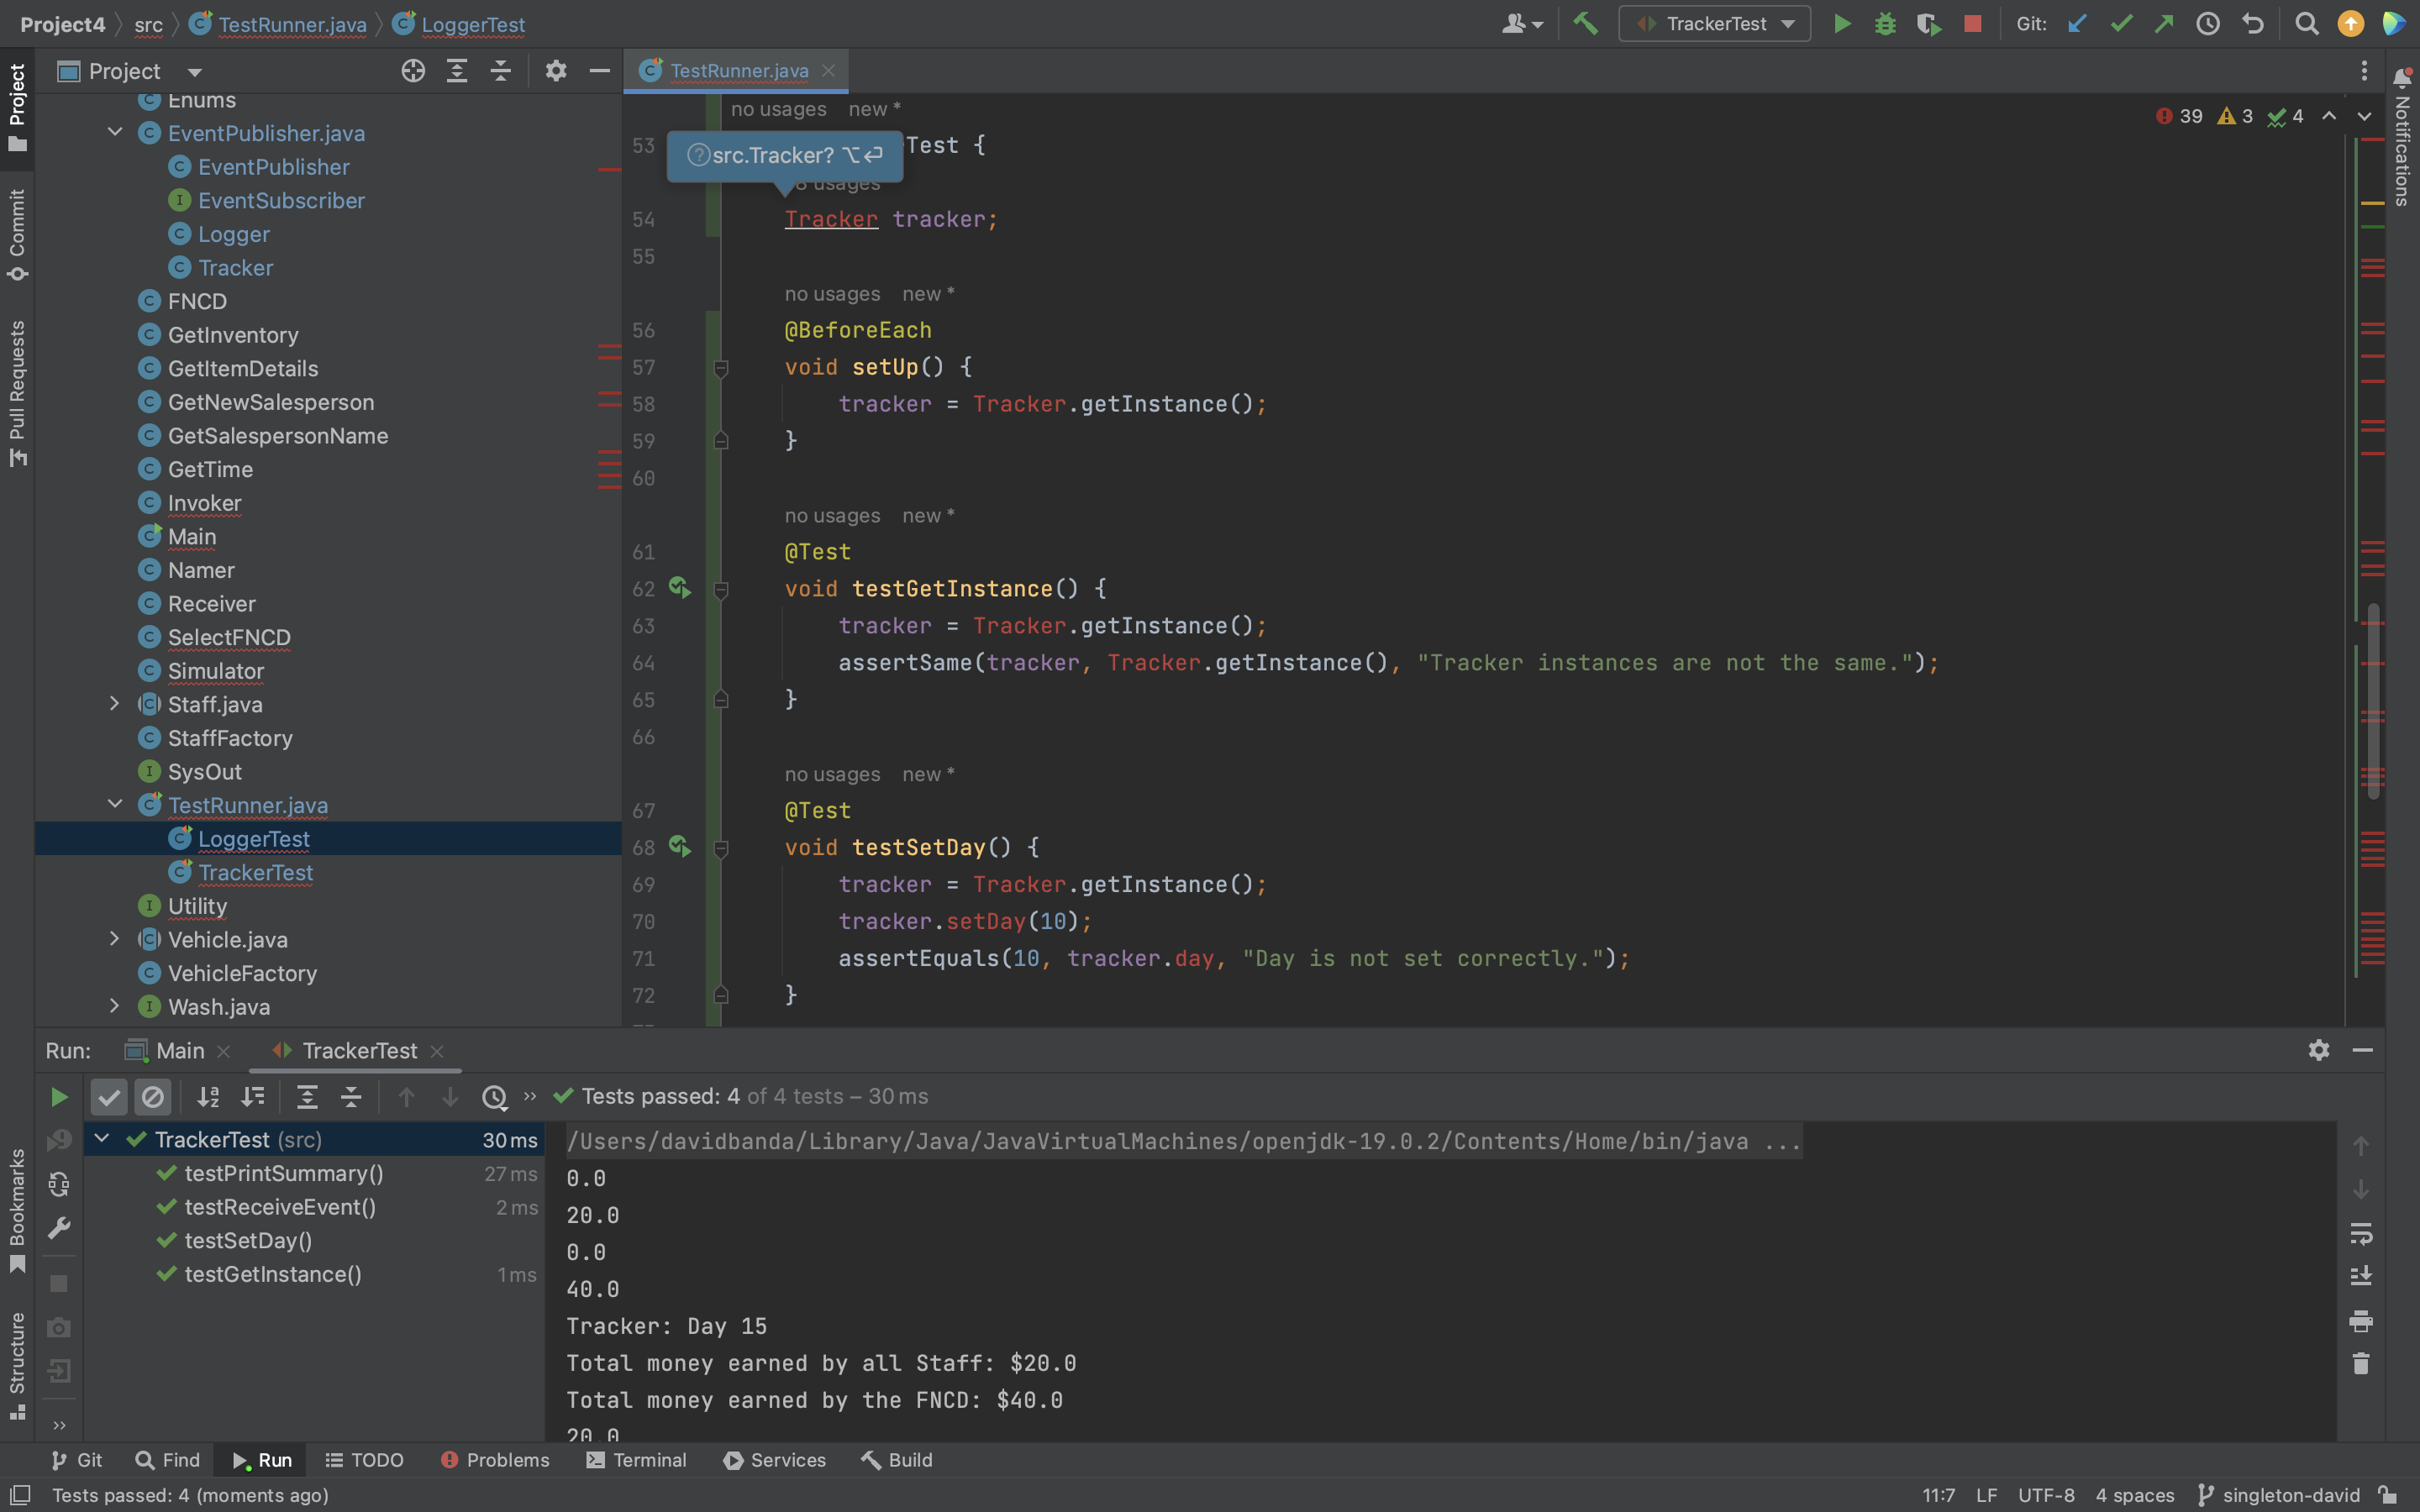 Project4 src TestRunner.java LoggerTest
TrackerTest
Git:
Project
TestRunner.java
Project
Commit
Pull Requests
Bookmarks
Structure
Notifications
Enums
EventPublisher.java
EventPublisher
EventSubscriber
Logger
Tracker
FNCD
GetInventory
GetItemDetails
GetNewSalesperson
GetSalespersonName
GetTime
Invoker
Main
Namer
Receiver
SelectFNCD
Simulator
Staff.java
StaffFactory
SysOut
TestRunner.java
LoggerTest
TrackerTest
Utility
Vehicle.java
VehicleFactory
Wash.java
no usages new *
39 3 4
53 Test {
src.Tracker? ⌥↵
8 usages
54 Tracker tracker;
55
no usages new *
56 @BeforeEach
57 void setUp() {
58 tracker = Tracker.getInstance();
59 }
60
no usages new *
61 @Test
62 void testGetInstance() {
63 tracker = Tracker.getInstance();
64 assertSame(tracker, Tracker.getInstance(), "Tracker instances are not the same.");
65 }
66
no usages new *
67 @Test
68 void testSetDay() {
69 tracker = Tracker.getInstance();
70 tracker.setDay(10);
71 assertEquals(10, tracker.day, "Day is not set correctly.");
72 }
Run: Main TrackerTest
Tests passed: 4 of 4 tests – 30 ms
TrackerTest (src) 30 ms
testPrintSummary() 27 ms
testReceiveEvent() 2 ms
testSetDay()
testGetInstance() 1 ms
/Users/davidbanda/Library/Java/JavaVirtualMachines/openjdk-19.0.2/Contents/Home/bin/java ...
0.0
20.0
0.0
40.0
Tracker: Day 15
Total money earned by all Staff: $20.0
Total money earned by the FNCD: $40.0
20.0
Git Find Run TODO Problems Terminal Services Build
Tests passed: 4 (moments ago)
11:7 LF UTF-8 4 spaces singleton-david